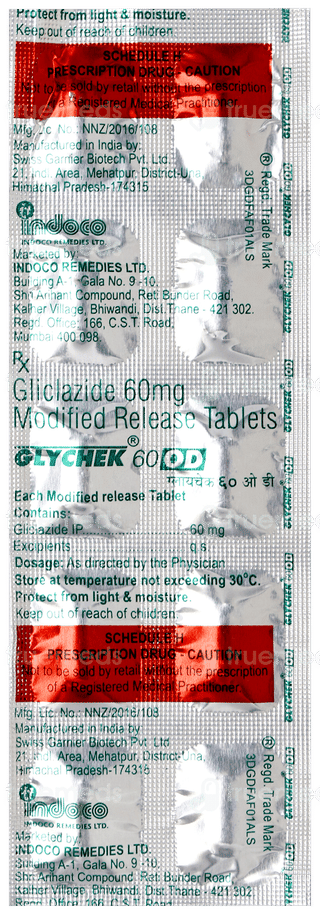 Protect from light & moisture.
Keep out of reach of children.
SCHEDULE H
PRESCRIPTION DRUG - CAUTION
Not to be sold by retail without the prescription
of a Registered Medical Practitioner.
Mfg. Lic. No.: NNZ/2016/108
Manufactured in India by:
Swiss Garnier Biotech Pvt. Ltd.
21, Ind. Area, Mehatpur, District-Una,
Himachal Pradesh-174315
® Regd. Trade Mark
3DGDFAF01ALS
GLYCHEK OD
indoco
INDOCO REMEDIES LTD.
Marketed by:
INDOCO REMEDIES LTD.
Building A-1, Gala No. 9 -10,
Shri Arihant Compound, Reti Bunder Road,
Kalher Village, Bhiwandi, Dist.Thane - 421 302.
Regd. Office: 166, C.S.T. Road,
Mumbai 400 098.
Rx
Gliclazide 60mg
Modified Release Tablets
GLYCHEK® 60 OD
ग्लायचेक ६० ओ डी
Each Modified release Tablet
contains:
Gliclazide IP 60 mg
Excipients q.s.
Dosage: As directed by the Physician
Store at temperature not exceeding 30°C.
Protect from light & moisture.
Keep out of reach of children.
SCHEDULE H
PRESCRIPTION DRUG - CAUTION
Not to be sold by retail without the prescription
of a Registered Medical Practitioner.
Mfg. Lic. No.: NNZ/2016/108
Manufactured in India by
Swiss Garnier Biotech Pvt. Ltd
21, Ind. Area, Mehatpur, District-Una,
Himachal Pradesh-174315
® Regd. Trade Mark
3DGDFAF01ALS
indoco
INDOCO REMEDIES LTD.
Marketed by:
INDOCO REMEDIES LTD.
Building A-1, Gala No. 9 -10,
Shri Arihant Compound, Reti Bunder Road,
Kalher Village, Bhiwandi, Dist.Thane - 421 302
Regd. Office: 166, C.S.T. Road,